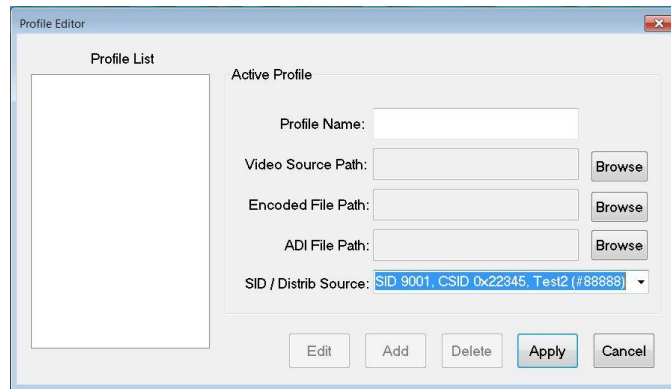 Profile Editor
Profile List
Active Profile
Profile Name:
Video Source Path:
Browse
Encoded File Path:
Browse
ADI File Path:
Browse
SID / Distrib Source:
SID 9001, CSID 0x22345, Test2 (#88888)
Edit
Add
Delete
Apply
Cancel